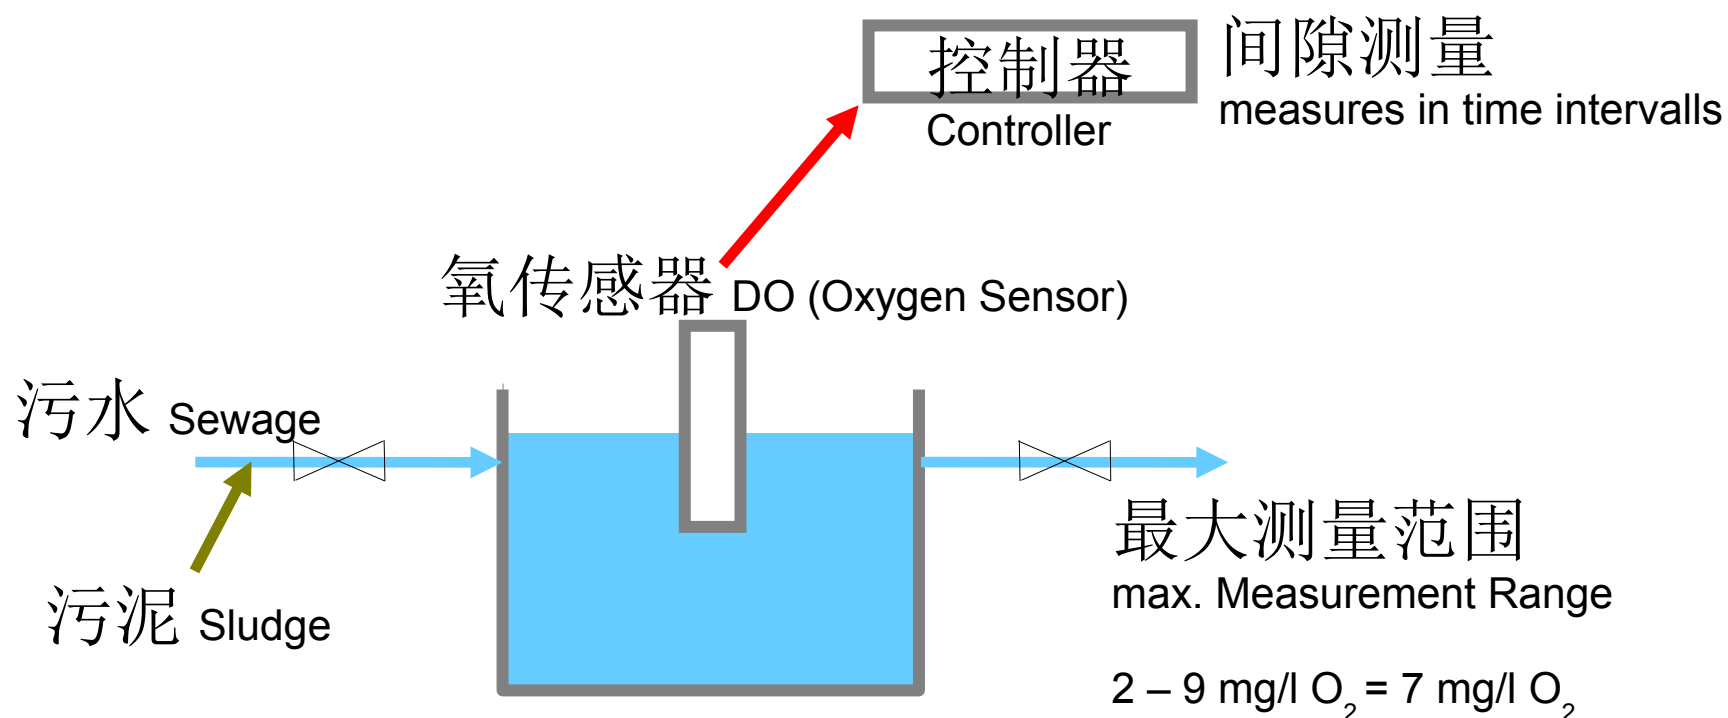 控制器
Controller
间隙测量
measures in time intervalls
氧传感器 DO (Oxygen Sensor)
污水 Sewage
污泥 Sludge
最大测量范围
max. Measurement Range
2 – 9 mg/l O₂ = 7 mg/l O₂